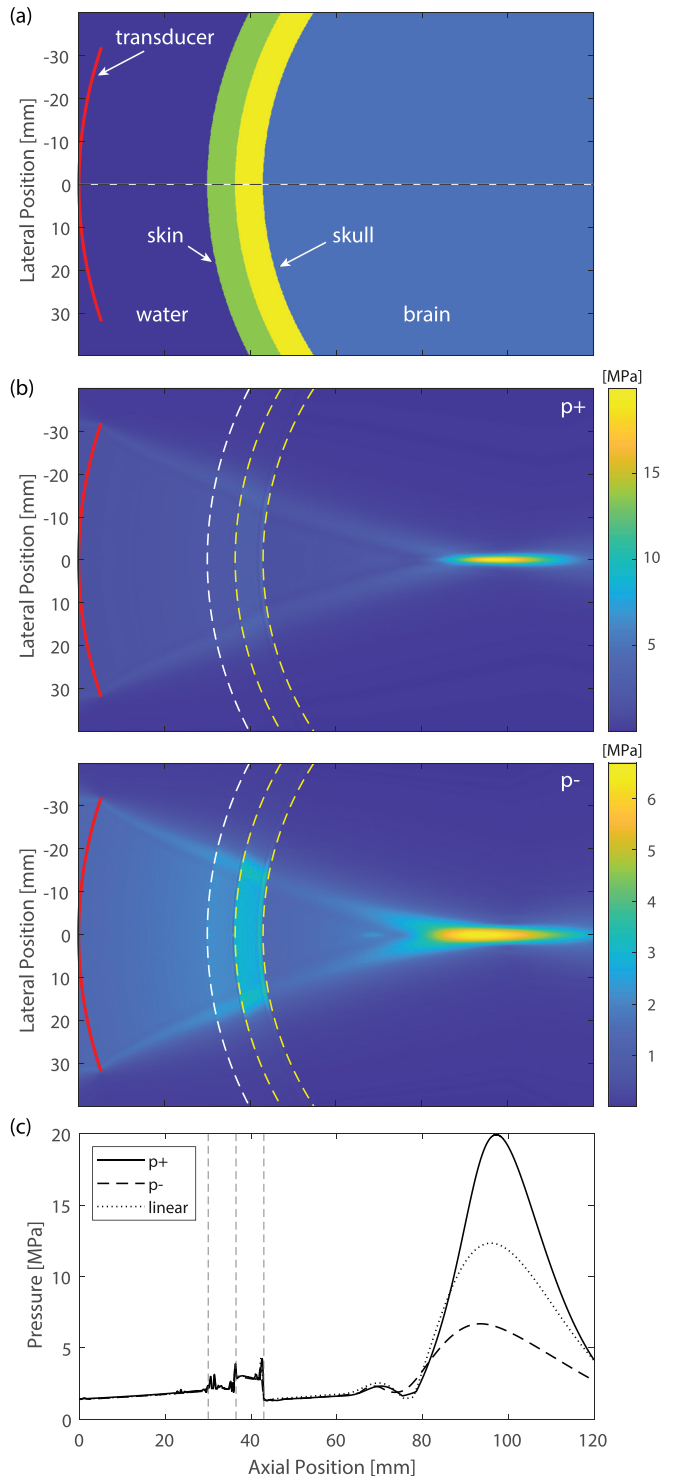 (a)
transducer
skin
skull
water
brain
-30
-20
-10
0
10
20
30
Lateral Position [mm]
(b)
[MPa]
p+
-30
-20
-10
0
10
20
30
Lateral Position [mm]
15
10
5
[MPa]
p-
-30
-20
-10
0
10
20
30
Lateral Position [mm]
6
5
4
3
2
1
(c)
p+
p-
linear
20
15
10
5
0
Pressure [MPa]
0 20 40 60 80 100 120
Axial Position [mm]